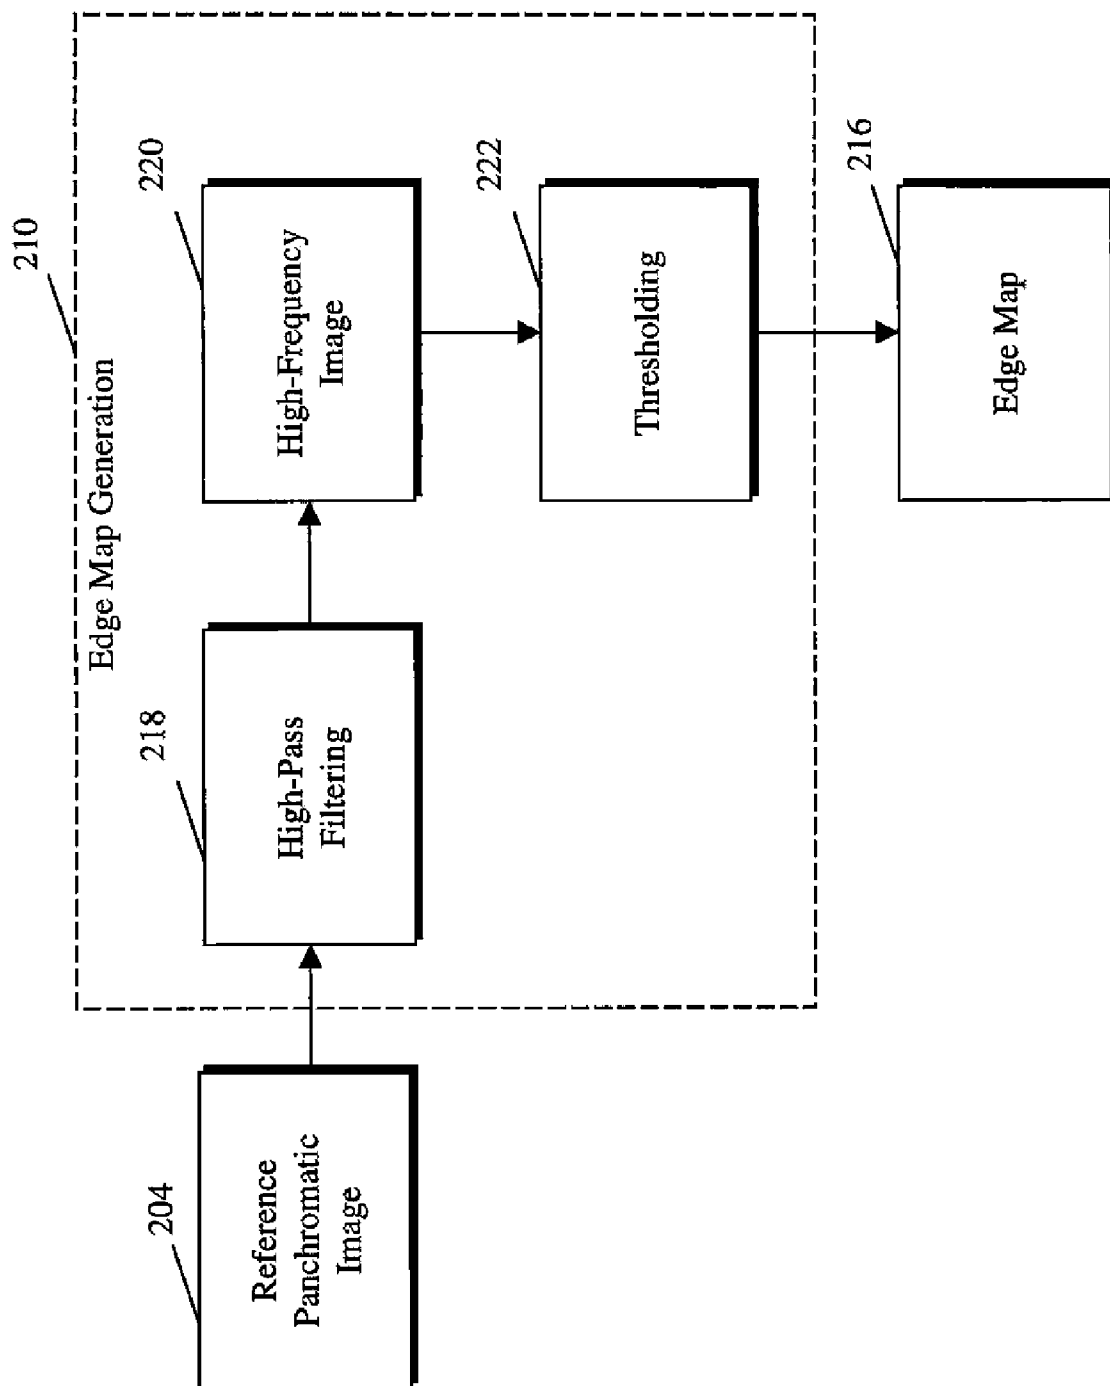 210
Edge Map Generation
204
Reference
Panchromatic
Image
218
High-Pass
Filtering
220
High-Frequency
Image
222
Thresholding
216
Edge Map